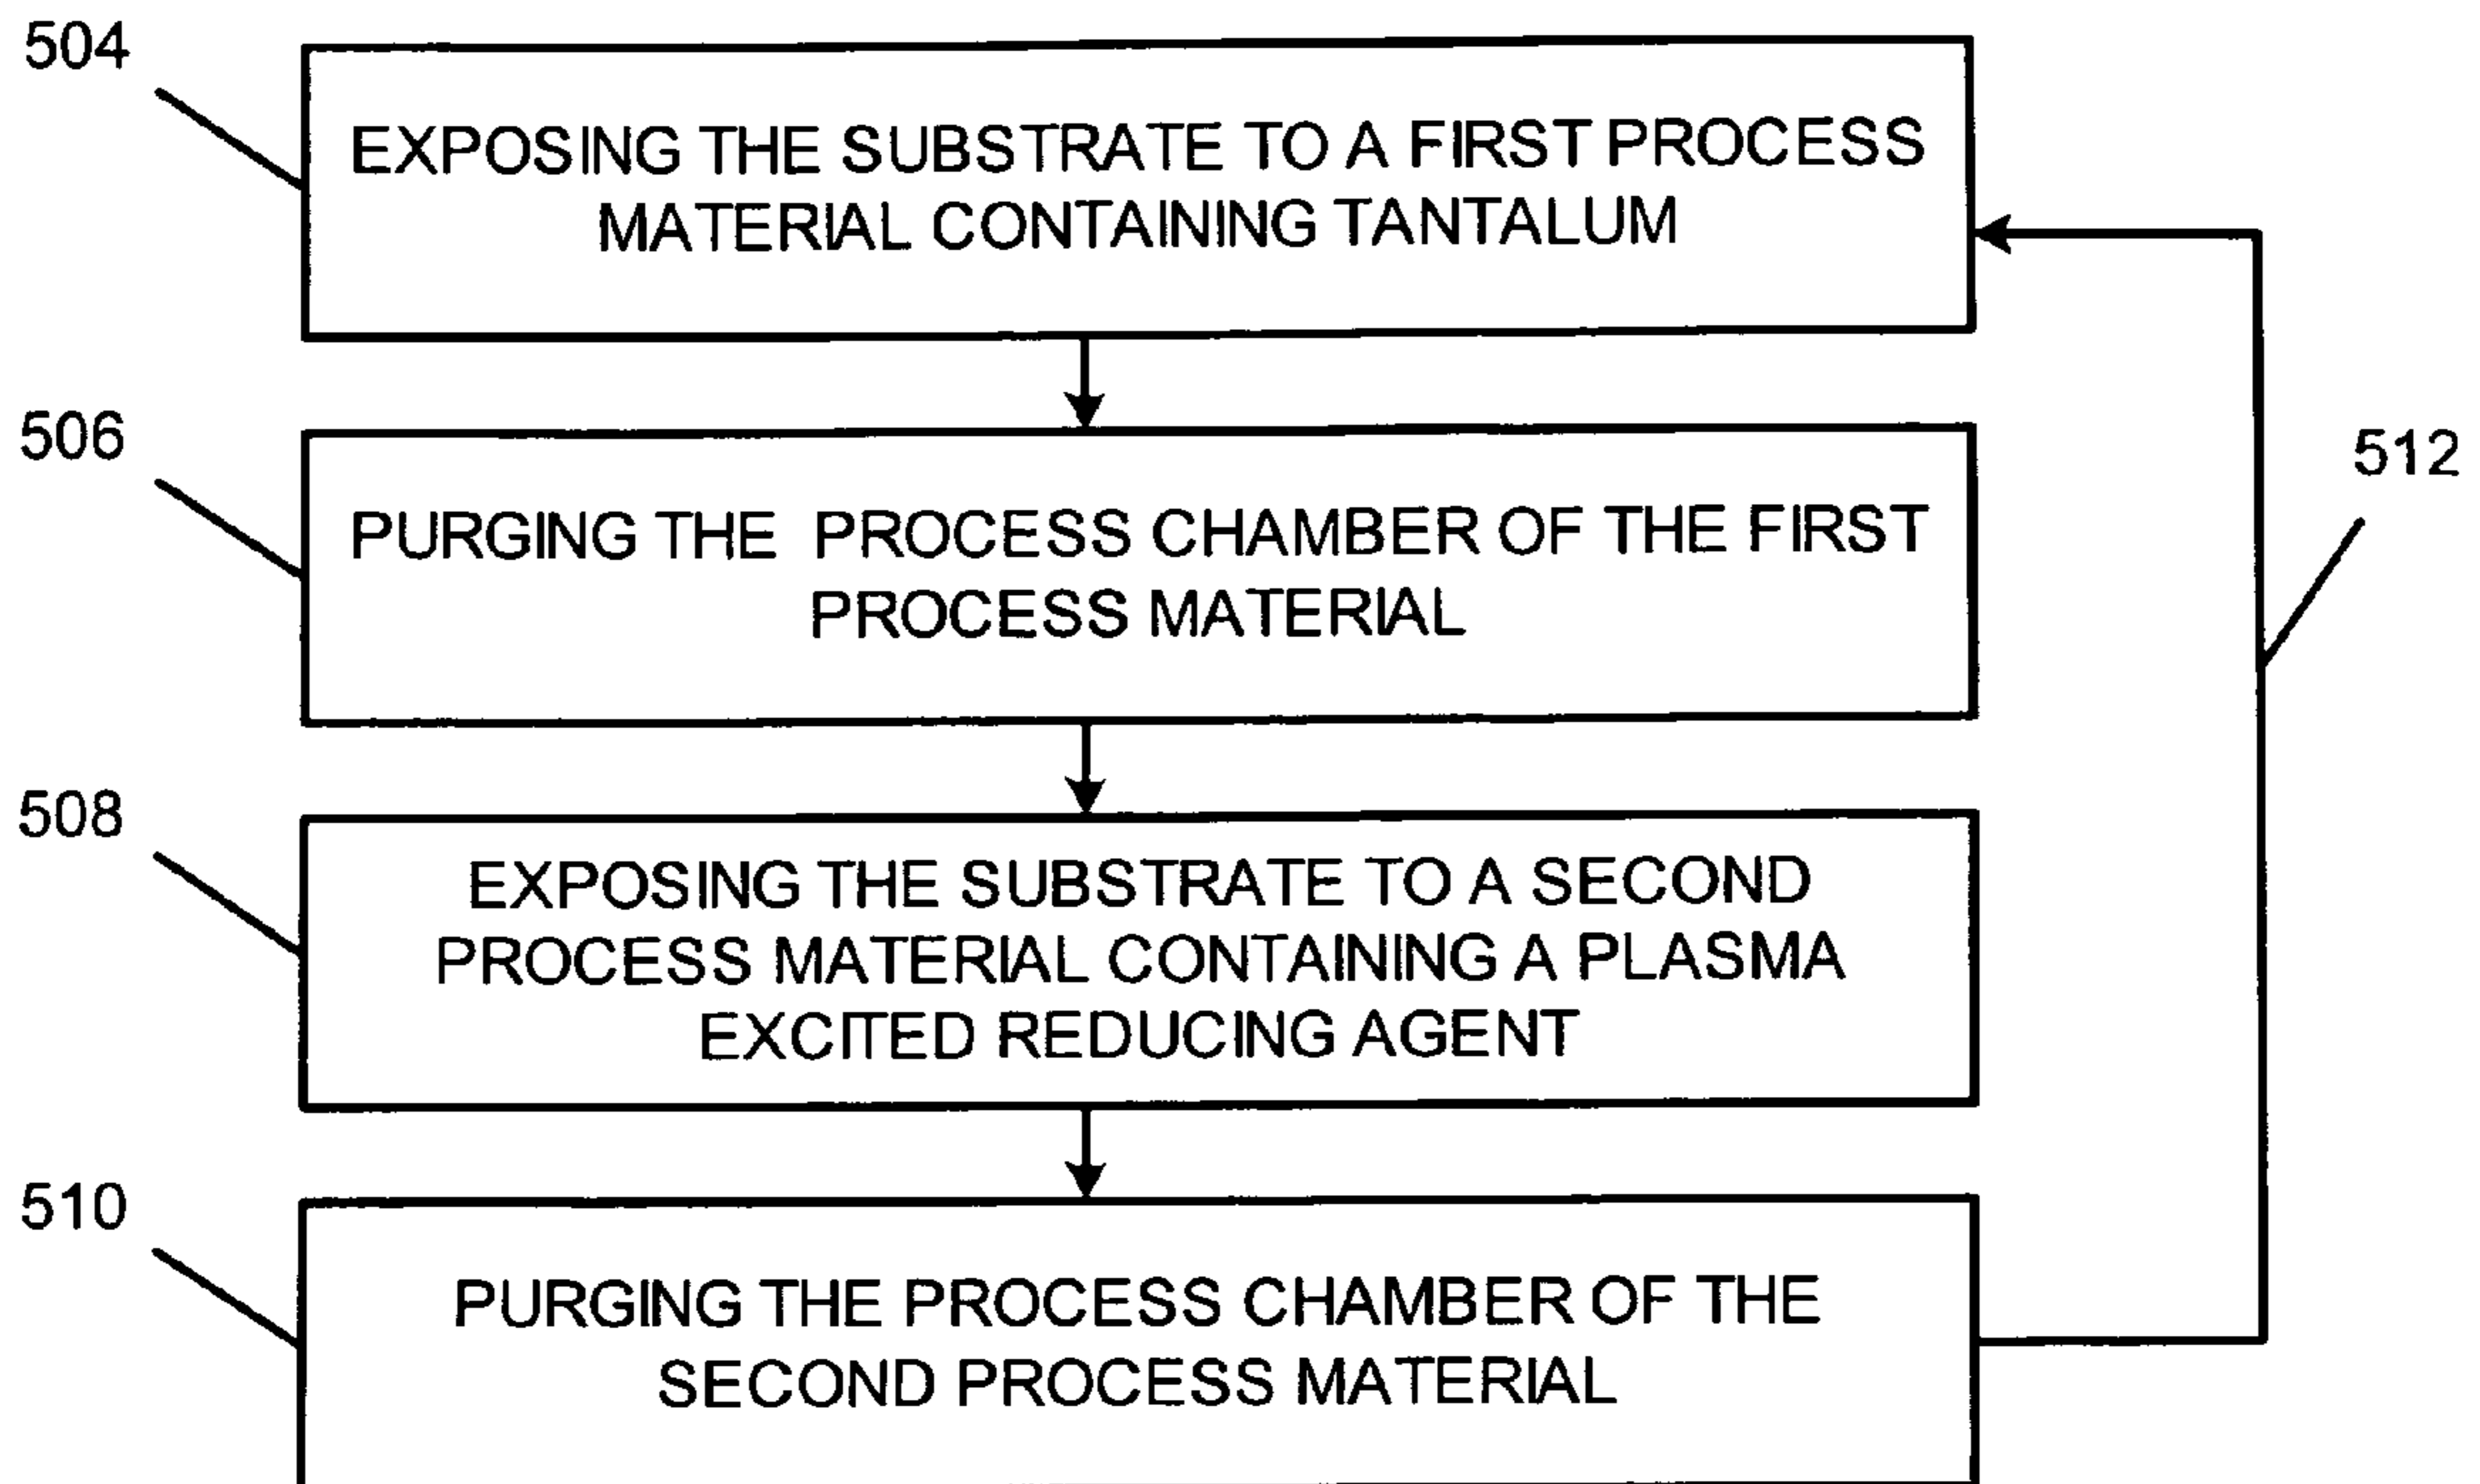 504
EXPOSING THE SUBSTRATE TO A FIRST PROCESS
MATERIAL CONTAINING TANTALUM
506
PURGING THE PROCESS CHAMBER OF THE FIRST
PROCESS MATERIAL
512
508
EXPOSING THE SUBSTRATE TO A SECOND
PROCESS MATERIAL CONTAINING A PLASMA
EXCITED REDUCING AGENT
510
PURGING THE PROCESS CHAMBER OF THE
SECOND PROCESS MATERIAL